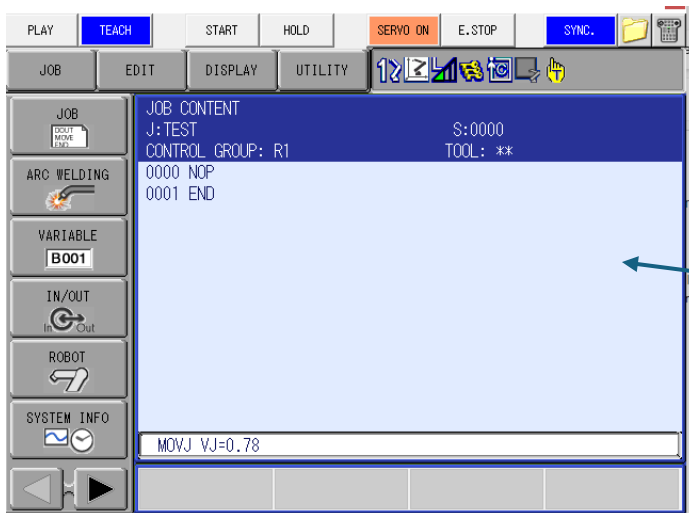 PLAY TEACH START HOLD SERVO ON E.STOP SYNC.
JOB EDIT DISPLAY UTILITY
JOB
DOUT
MOVE
END
ARC WELDING
VARIABLE
B001
IN/OUT
In Out
ROBOT
SYSTEM INFO
JOB CONTENT
J:TEST S:0000
CONTROL GROUP: R1 TOOL: **
0000 NOP
0001 END
MOVJ VJ=0.78